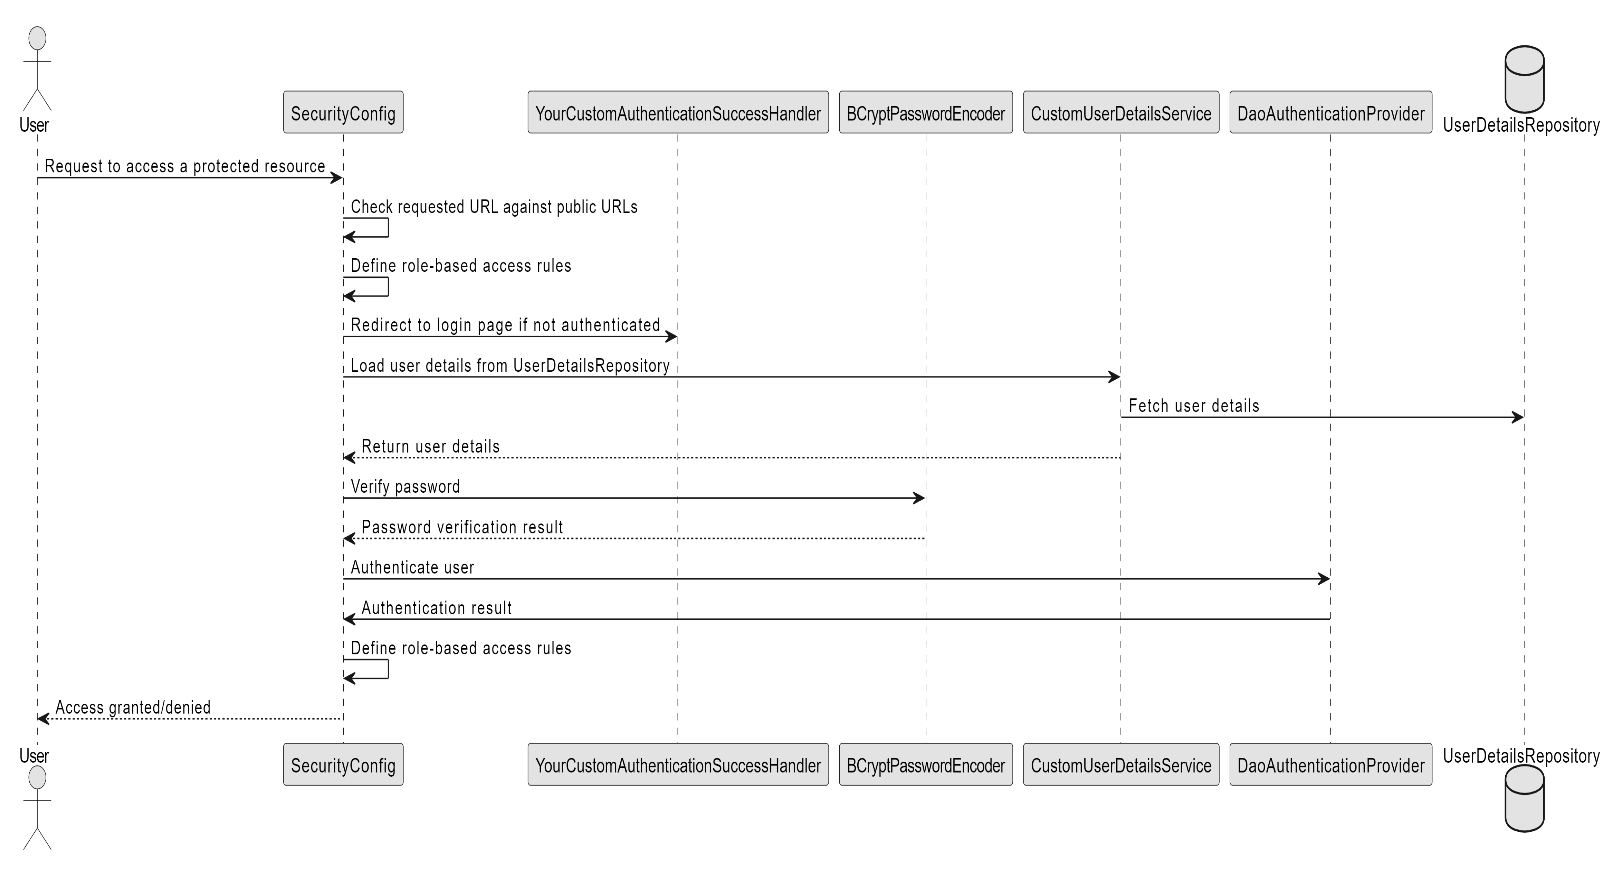 User
SecurityConfig
YourCustomAuthenticationSuccessHandler
BCryptPasswordEncoder
CustomUserDetailsService
DaoAuthenticationProvider
UserDetailsRepository
Request to access a protected resource
Check requested URL against public URLs
Define role-based access rules
Redirect to login page if not authenticated
Load user details from UserDetailsRepository
Fetch user details
Return user details
Verify password
Password verification result
Authenticate user
Authentication result
Define role-based access rules
Access granted/denied
User
SecurityConfig
YourCustomAuthenticationSuccessHandler
BCryptPasswordEncoder
CustomUserDetailsService
DaoAuthenticationProvider
UserDetailsRepository